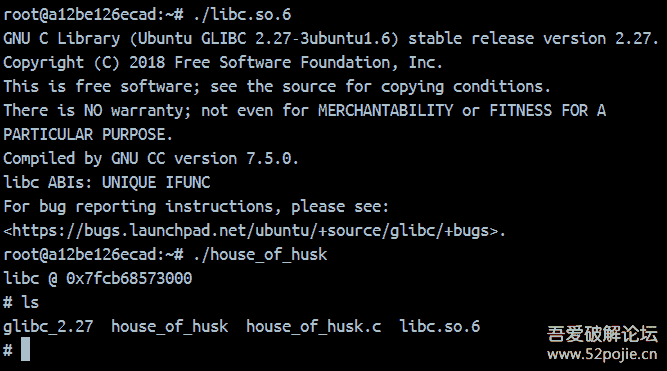 root@a12be126ecad:~# ./libc.so.6
GNU C Library (Ubuntu GLIBC 2.27-3ubuntu1.6) stable release version 2.27.
Copyright (C) 2018 Free Software Foundation, Inc.
This is free software; see the source for copying conditions.
There is NO warranty; not even for MERCHANTABILITY or FITNESS FOR A
PARTICULAR PURPOSE.
Compiled by GNU CC version 7.5.0.
libc ABIs: UNIQUE IFUNC
For bug reporting instructions, please see:
<https://bugs.launchpad.net/ubuntu/+source/glibc/+bugs>.
root@a12be126ecad:~# ./house_of_husk
libc @ 0x7fcb68573000
# ls
glibc_2.27  house_of_husk  house_of_husk.c  libc.so.6
#
吾爱破解论坛
www.52pojie.cn